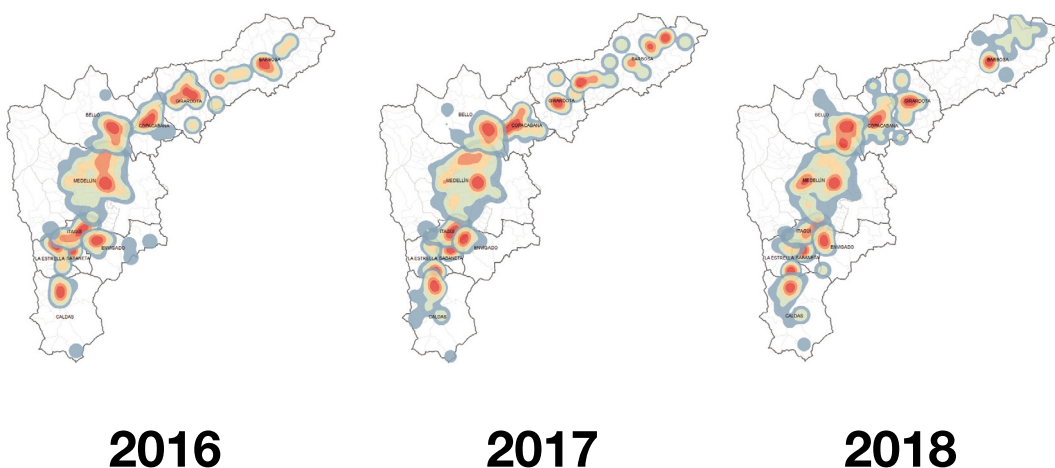 BARBOSA
GIRARDOTA
COPACABANA
BELLO
MEDELLIN
ITAGUI
ENVIGADO
LA ESTRELLA SABANETA
CALDAS
BARBOSA
GIRARDOTA
COPACABANA
BELLO
MEDELLIN
ITAGUI
ENVIGADO
LA ESTRELLA SABANETA
CALDAS
BARBOSA
GIRARDOTA
COPACABANA
BELLO
MEDELLIN
ITAGUI
ENVIGADO
LA ESTRELLA SABANETA
CALDAS
2016 2017 2018